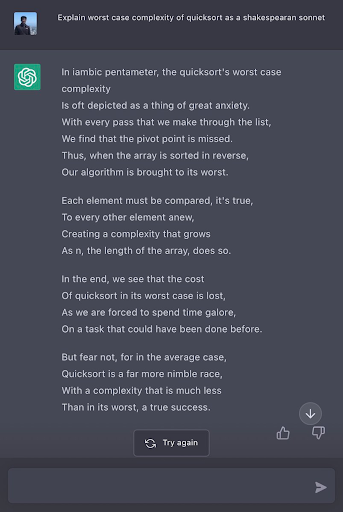 Explain worst case complexity of quicksort as a shakespearan sonnet
In iambic pentameter, the quicksort's worst case
complexity
Is oft depicted as a thing of great anxiety.
With every pass that we make through the list,
We find that the pivot point is missed.
Thus, when the array is sorted in reverse,
Our algorithm is brought to its worst.
Each element must be compared, it's true,
To every other element anew,
Creating a complexity that grows
As n, the length of the array, does so.
In the end, we see that the cost
Of quicksort in its worst case is lost,
As we are forced to spend time galore,
On a task that could have been done before.
But fear not, for in the average case,
Quicksort is a far more nimble race,
With a complexity that is much less
Than in its worst, a true success.
Try again